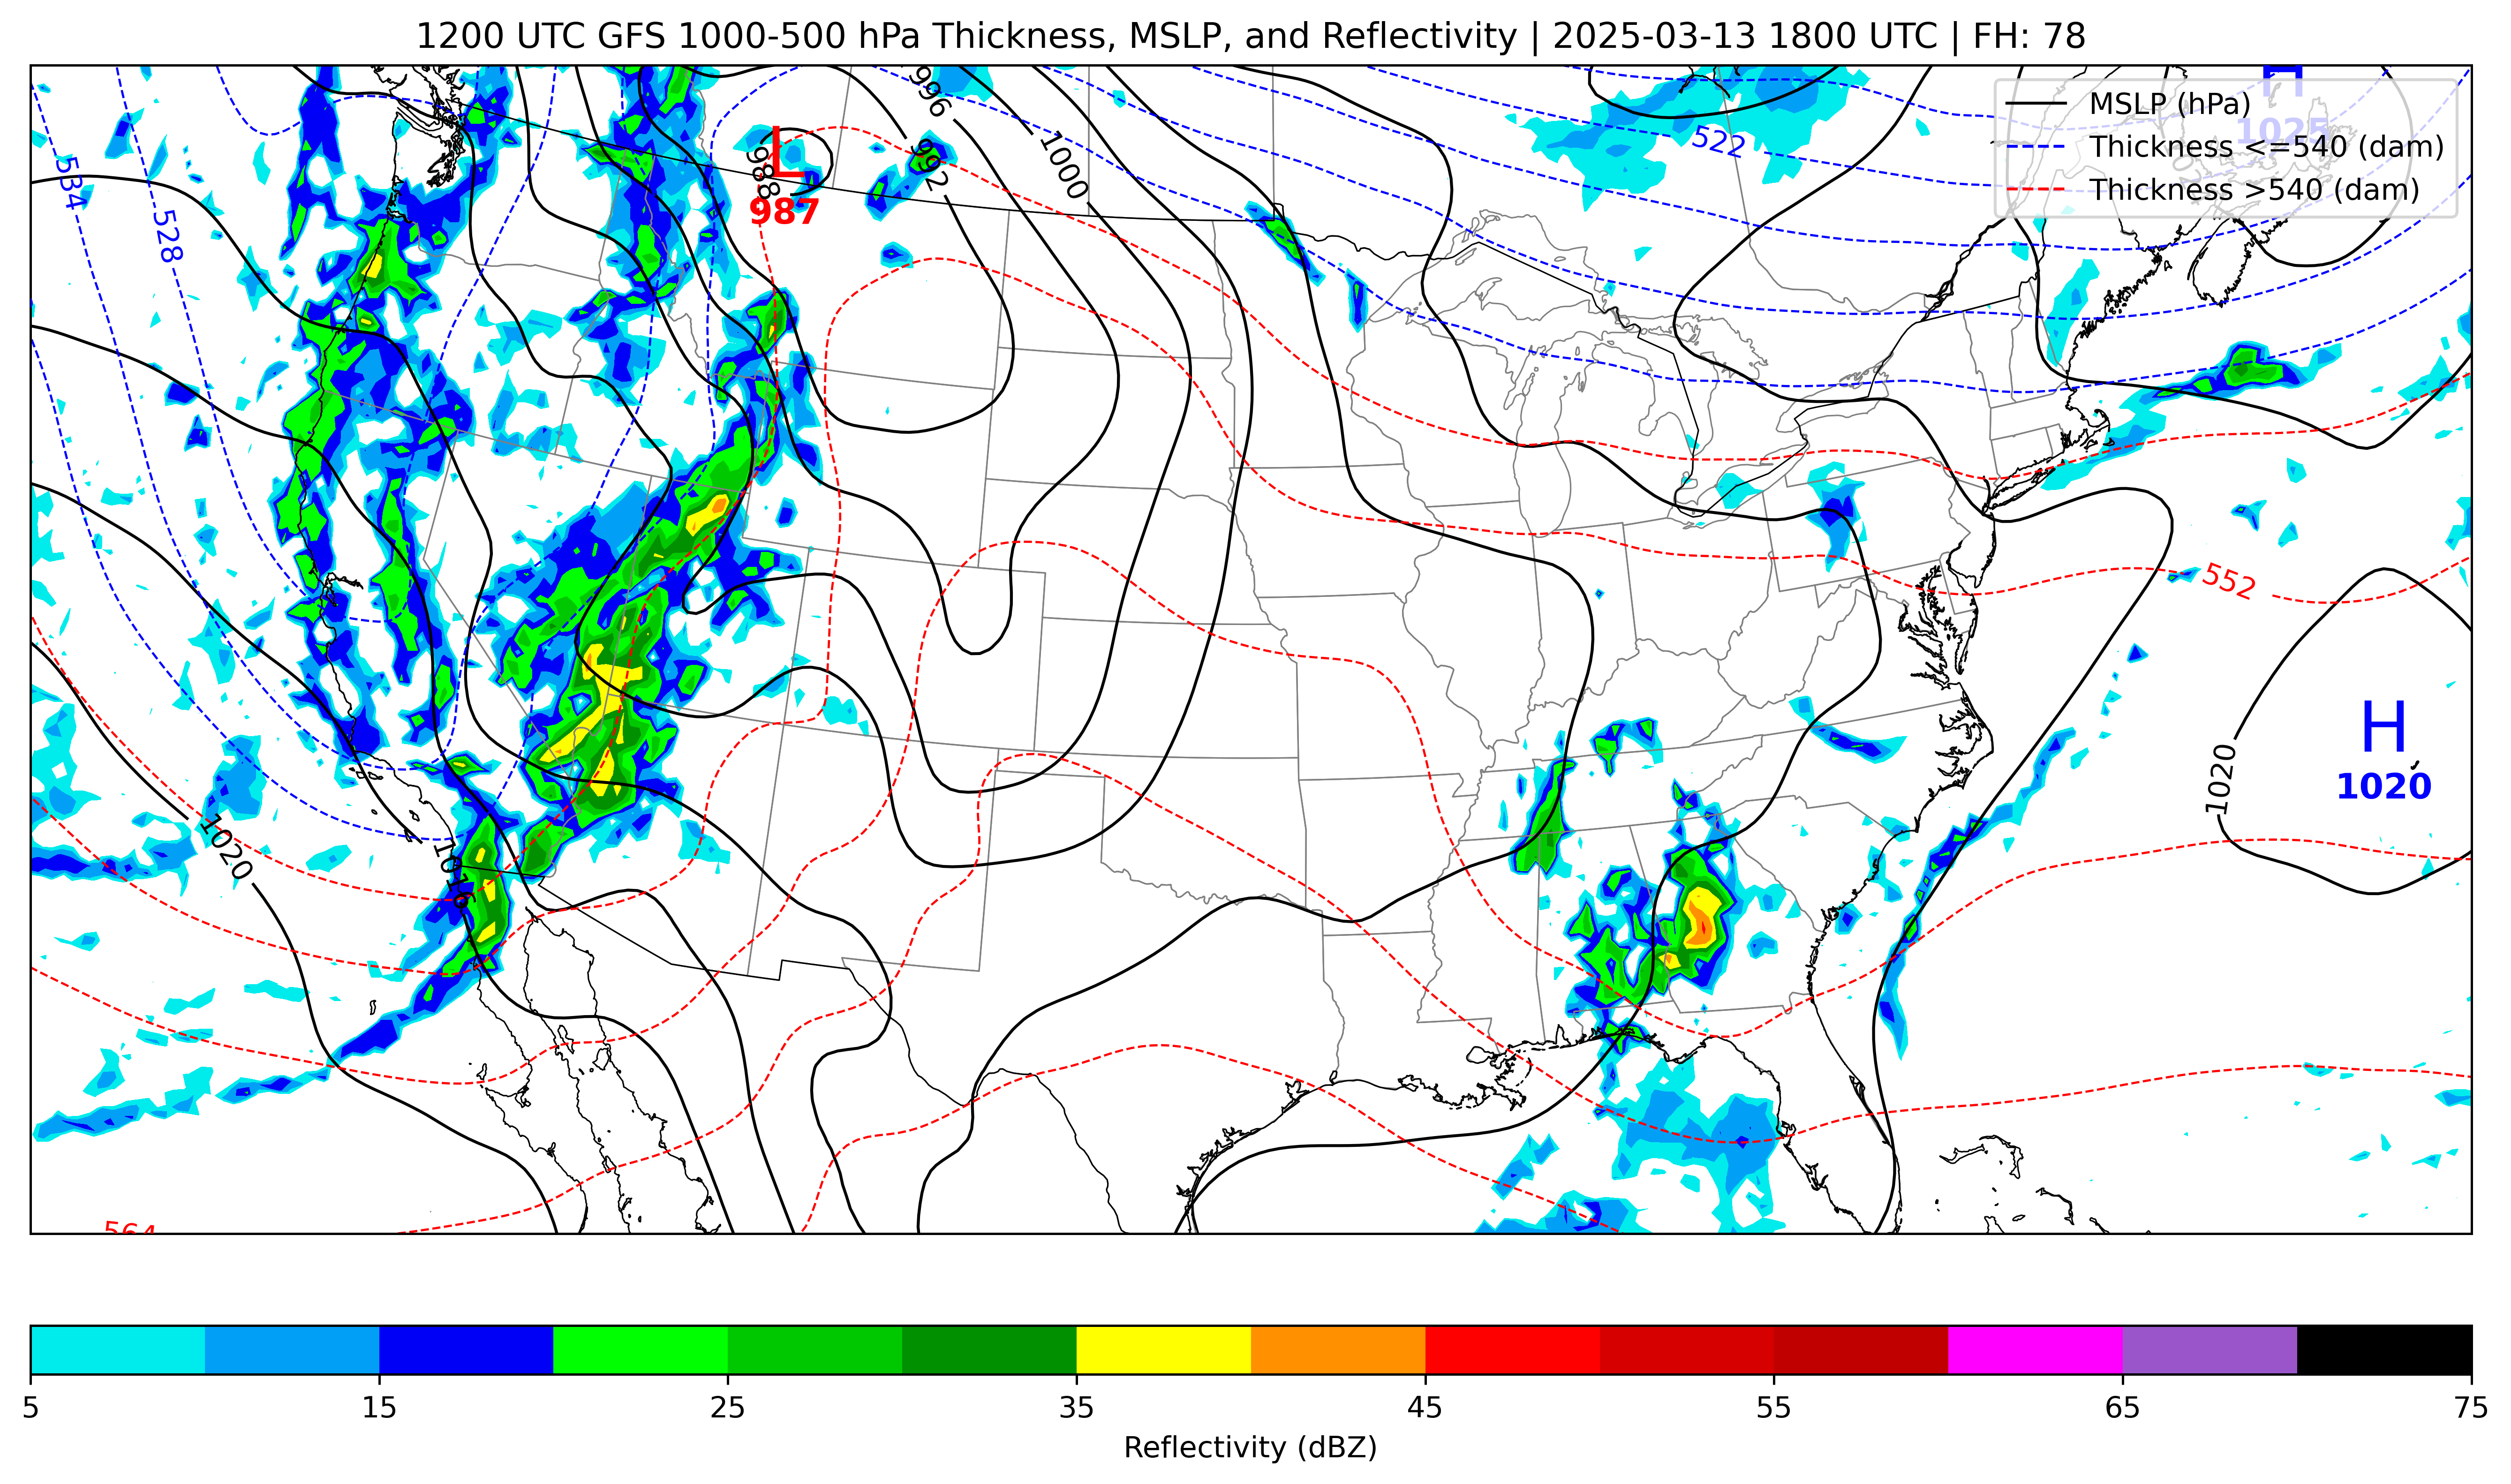 1200 UTC GFS 1000-500 hPa Thickness, MSLP, and Reflectivity | 2025-03-13 1800 UTC | FH: 78
H
1025
MSLP (hPa)
Thickness <=540 (dam)
Thickness >540 (dam)
996
992
1000
988
L
987
522
534
528
552
H
1020
1020
1020
1016
564
5 15 25 35 45 55 65 75
Reflectivity (dBZ)